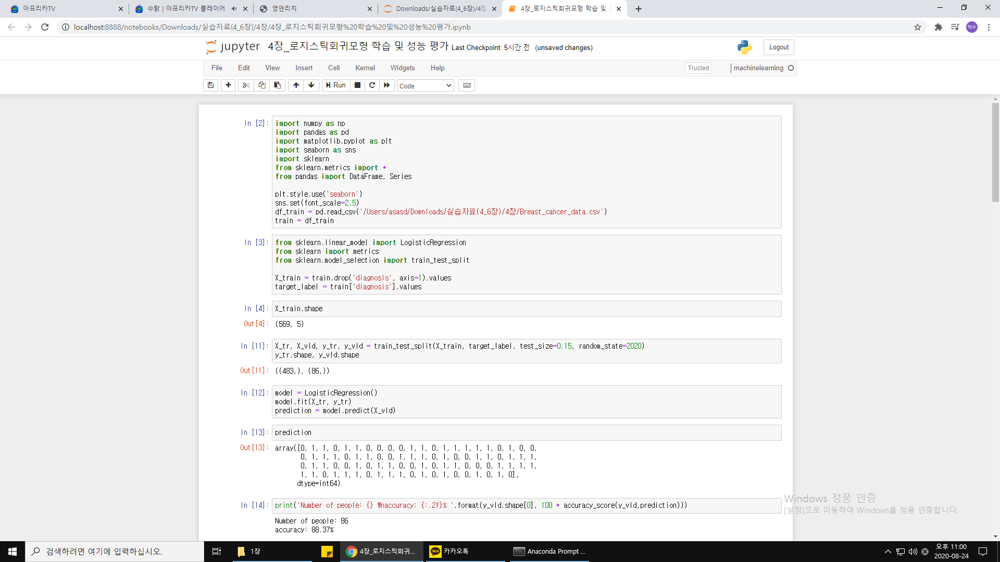 아프리카TV
수탉 | 아프리카TV 플레이어
영앤리치
Downloads/실습자료(4_6장)/4장
4장_로지스틱회귀모형 학습 및 성
localhost:8888/notebooks/Downloads/실습자료(4_6장)/4장/4장_로지스틱회귀모형%20학습%20및%20성능%20평가.ipynb
혁수
jupyter 4장_로지스틱회귀모형 학습 및 성능 평가 Last Checkpoint: 5시간 전 (unsaved changes)
Logout
File Edit View Insert Cell Kernel Widgets Help
Trusted
machinelearning
Run
Code
In [2]:
import numpy as np
import pandas as pd
import matplotlib.pyplot as plt
import seaborn as sns
import sklearn
from sklearn.metrics import *
from pandas import DataFrame, Series
plt.style.use('seaborn')
sns.set(font_scale=2.5)
df_train = pd.read_csv('/Users/asasd/Downloads/실습자료(4_6장)/4장/Breast_cancer_data.csv')
train = df_train
In [3]:
from sklearn.linear_model import LogisticRegression
from sklearn import metrics
from sklearn.model_selection import train_test_split
X_train = train.drop('diagnosis', axis=1).values
target_label = train['diagnosis'].values
In [4]:
X_train.shape
Out[4]:
(569, 5)
In [11]:
X_tr, X_vld, y_tr, y_vld = train_test_split(X_train, target_label, test_size=0.15, random_state=2020)
y_tr.shape, y_vld.shape
Out[11]:
((483,), (86,))
In [12]:
model = LogisticRegression()
model.fit(X_tr, y_tr)
prediction = model.predict(X_vld)
In [13]:
prediction
Out[13]:
array([0, 1, 1, 0, 1, 1, 0, 0, 0, 0, 1, 1, 0, 1, 1, 1, 1, 1, 0, 1, 0, 0,
0, 1, 1, 1, 0, 1, 1, 0, 0, 1, 1, 1, 0, 1, 0, 0, 1, 1, 0, 1, 1, 1,
0, 1, 1, 0, 0, 1, 0, 1, 1, 0, 0, 1, 0, 1, 1, 0, 0, 0, 1, 1, 1, 1,
1, 1, 0, 1, 1, 1, 0, 1, 1, 1, 0, 1, 0, 1, 0, 0, 1, 0, 1, 0],
dtype=int64)
In [14]:
print('Number of people: {} ₩naccuracy: {:.2f}% '.format(y_vld.shape[0], 100 * accuracy_score(y_vld,prediction)))
Number of people: 86
accuracy: 88.37%
Windows 정품 인증
[설정]으로 이동하여 Windows를 정품 인증합니다.
검색하려면 여기에 입력하십시오.
1장
4장_로지스틱회귀...
TALK
카카오톡
Anaconda Prompt ...
오후 11:00
2020-08-24